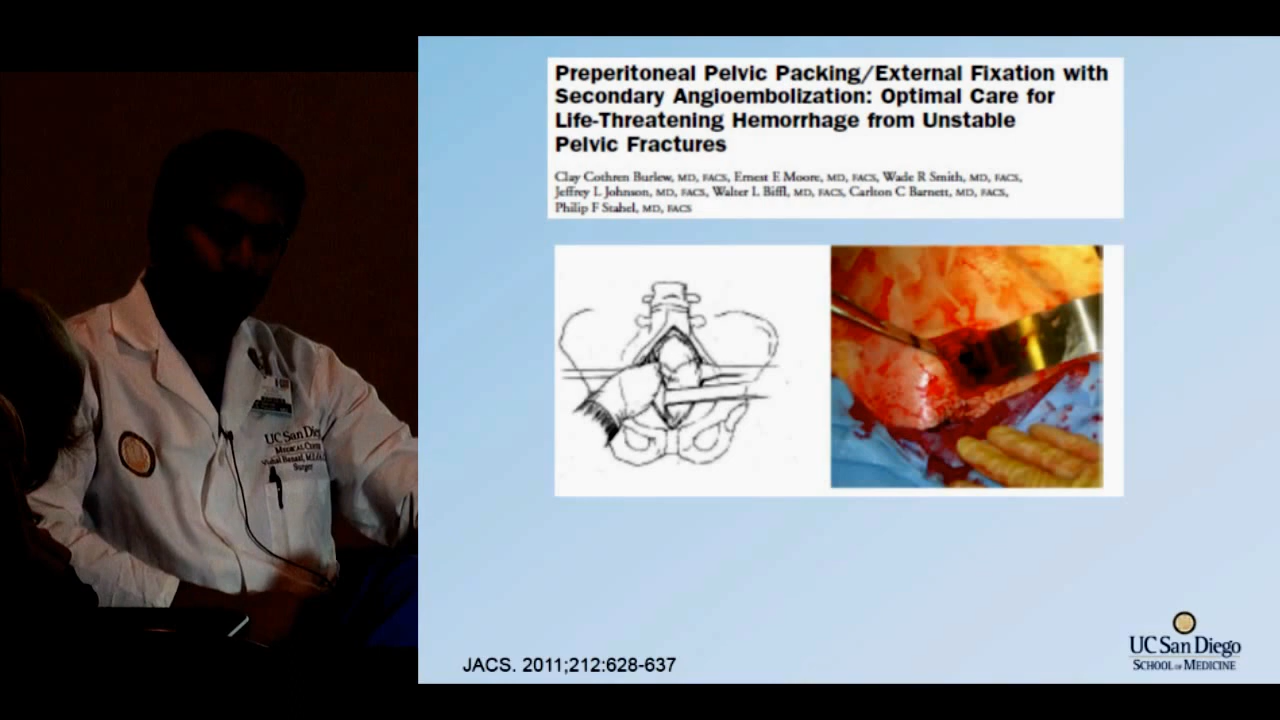 Preperitoneal Pelvic Packing/External Fixation with
Secondary Angioembolization: Optimal Care for
Life-Threatening Hemorrhage from Unstable
Pelvic Fractures
Clay Cothren Burlew, MD, FACS, Ernest E Moore, MD, FACS, Wade R Smith, MD, FACS,
Jeffrey L Johnson, MD, FACS, Walter L Biffl, MD, FACS, Carlton C Barnett, MD, FACS,
Philip F Stahel, MD, FACS
UC San
Medical
Surgery
JACS. 2011;212:628-637
UC San Diego
SCHOOL OF MEDICINE